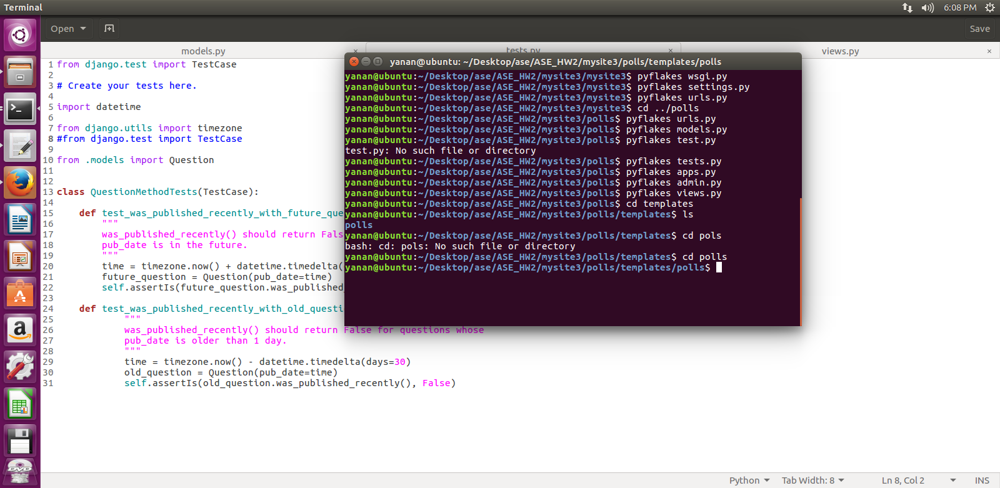 Terminal
6:08 PM
Open
Save
models.py
tests.py
views.py
1 from django.test import TestCase
2
3 # Create your tests here.
4
5 import datetime
6
7 from django.utils import timezone
8 #from django.test import TestCase
9
10 from .models import Question
11
12
13 class QuestionMethodTests(TestCase):
14
15 def test_was_published_recently_with_future_que
16 """
17 was_published_recently() should return Fals
18 pub_date is in the future.
19 """
20 time = timezone.now() + datetime.timedelta(
21 future_question = Question(pub_date=time)
22 self.assertIs(future_question.was_published_
23
24 def test_was_published_recently_with_old_questi
25 """
26 was_published_recently() should return False for questions whose
27 pub_date is older than 1 day.
28 """
29 time = timezone.now() - datetime.timedelta(days=30)
30 old_question = Question(pub_date=time)
31 self.assertIs(old_question.was_published_recently(), False)
yanan@ubuntu: ~/Desktop/ase/ASE_HW2/mysite3/polls/templates/polls
yanan@ubuntu:~/Desktop/ase/ASE_HW2/mysite3/mysite3$ pyflakes wsgi.py
yanan@ubuntu:~/Desktop/ase/ASE_HW2/mysite3/mysite3$ pyflakes settings.py
yanan@ubuntu:~/Desktop/ase/ASE_HW2/mysite3/mysite3$ pyflakes urls.py
yanan@ubuntu:~/Desktop/ase/ASE_HW2/mysite3/mysite3$ cd ../polls
yanan@ubuntu:~/Desktop/ase/ASE_HW2/mysite3/polls$ pyflakes urls.py
yanan@ubuntu:~/Desktop/ase/ASE_HW2/mysite3/polls$ pyflakes models.py
yanan@ubuntu:~/Desktop/ase/ASE_HW2/mysite3/polls$ pyflakes test.py
test.py: No such file or directory
yanan@ubuntu:~/Desktop/ase/ASE_HW2/mysite3/polls$ pyflakes tests.py
yanan@ubuntu:~/Desktop/ase/ASE_HW2/mysite3/polls$ pyflakes apps.py
yanan@ubuntu:~/Desktop/ase/ASE_HW2/mysite3/polls$ pyflakes admin.py
yanan@ubuntu:~/Desktop/ase/ASE_HW2/mysite3/polls$ pyflakes views.py
yanan@ubuntu:~/Desktop/ase/ASE_HW2/mysite3/polls$ cd templates
yanan@ubuntu:~/Desktop/ase/ASE_HW2/mysite3/polls/templates$ ls
polls
yanan@ubuntu:~/Desktop/ase/ASE_HW2/mysite3/polls/templates$ cd pols
bash: cd: pols: No such file or directory
yanan@ubuntu:~/Desktop/ase/ASE_HW2/mysite3/polls/templates$ cd polls
yanan@ubuntu:~/Desktop/ase/ASE_HW2/mysite3/polls/templates/polls$
DVD
Python
Tab Width: 8
Ln 8, Col 2
INS